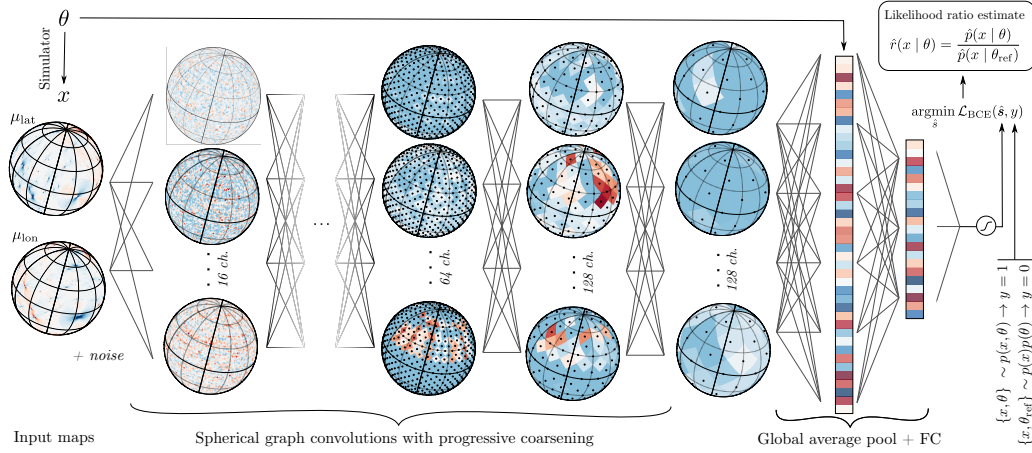 θ
Simulator
x
μ_lat
μ_lon
+ noise
16 ch.
...
64 ch.
128 ch.
128 ch.
Likelihood ratio estimate
r̂(x | θ) = p̂(x | θ) / p̂(x | θ_ref)
argmin_ŝ ℒ_BCE(ŝ, y)
{x, θ} ∼ p(x, θ) → y = 1
{x, θ_ref} ∼ p(x)p(θ) → y = 0
Input maps
Spherical graph convolutions with progressive coarsening
Global average pool + FC